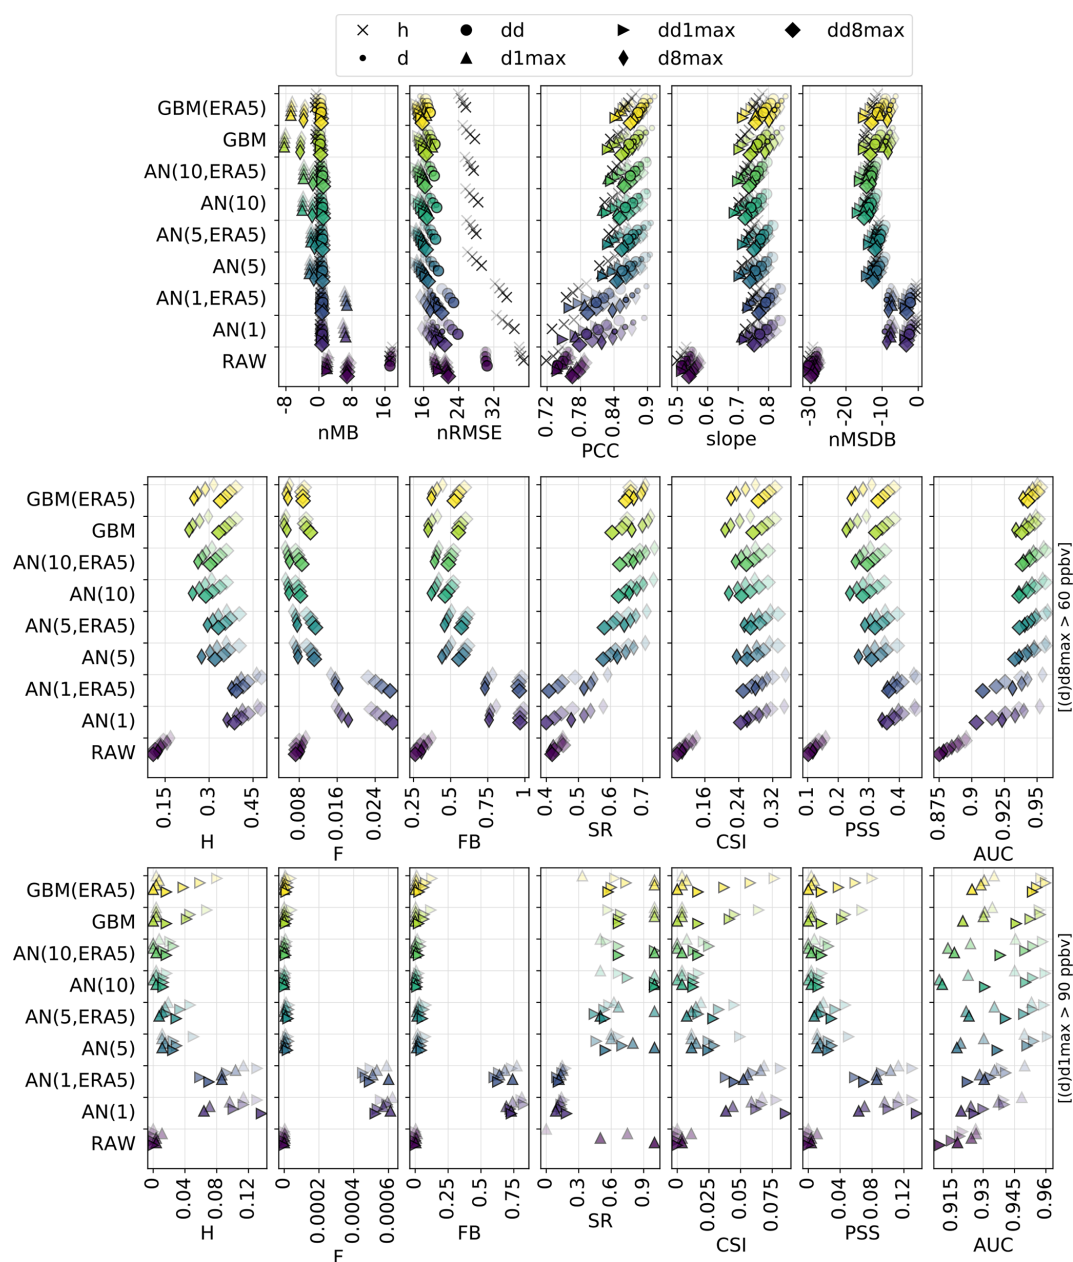 h dd dd1max dd8max
d d1max d8max
GBM(ERA5)
GBM
AN(10,ERA5)
AN(10)
AN(5,ERA5)
AN(5)
AN(1,ERA5)
AN(1)
RAW
-8 0 8 16 16 24 32 0.72 0.78 0.84 0.9 0.5 0.6 0.7 0.8 -30 -20 -10 0
nMB nRMSE PCC slope nMSDB
GBM(ERA5)
GBM
AN(10,ERA5)
AN(10)
AN(5,ERA5)
AN(5)
AN(1,ERA5)
AN(1)
RAW
[(d)d8max > 60 ppbv]
0.15 0.3 0.45 0.008 0.016 0.024 0.25 0.5 0.75 1 0.4 0.5 0.6 0.7 0.16 0.24 0.32 0.1 0.2 0.3 0.4 0.875 0.9 0.925 0.95
H F FB SR CSI PSS AUC
GBM(ERA5)
GBM
AN(10,ERA5)
AN(10)
AN(5,ERA5)
AN(5)
AN(1,ERA5)
AN(1)
RAW
[(d)d1max > 90 ppbv]
0 0.04 0.08 0.12 0 0.0002 0.0004 0.0006 0 0.25 0.5 0.75 0 0.3 0.6 0.9 0 0.025 0.05 0.075 0 0.04 0.08 0.12 0.915 0.93 0.945 0.96
H F FB SR CSI PSS AUC